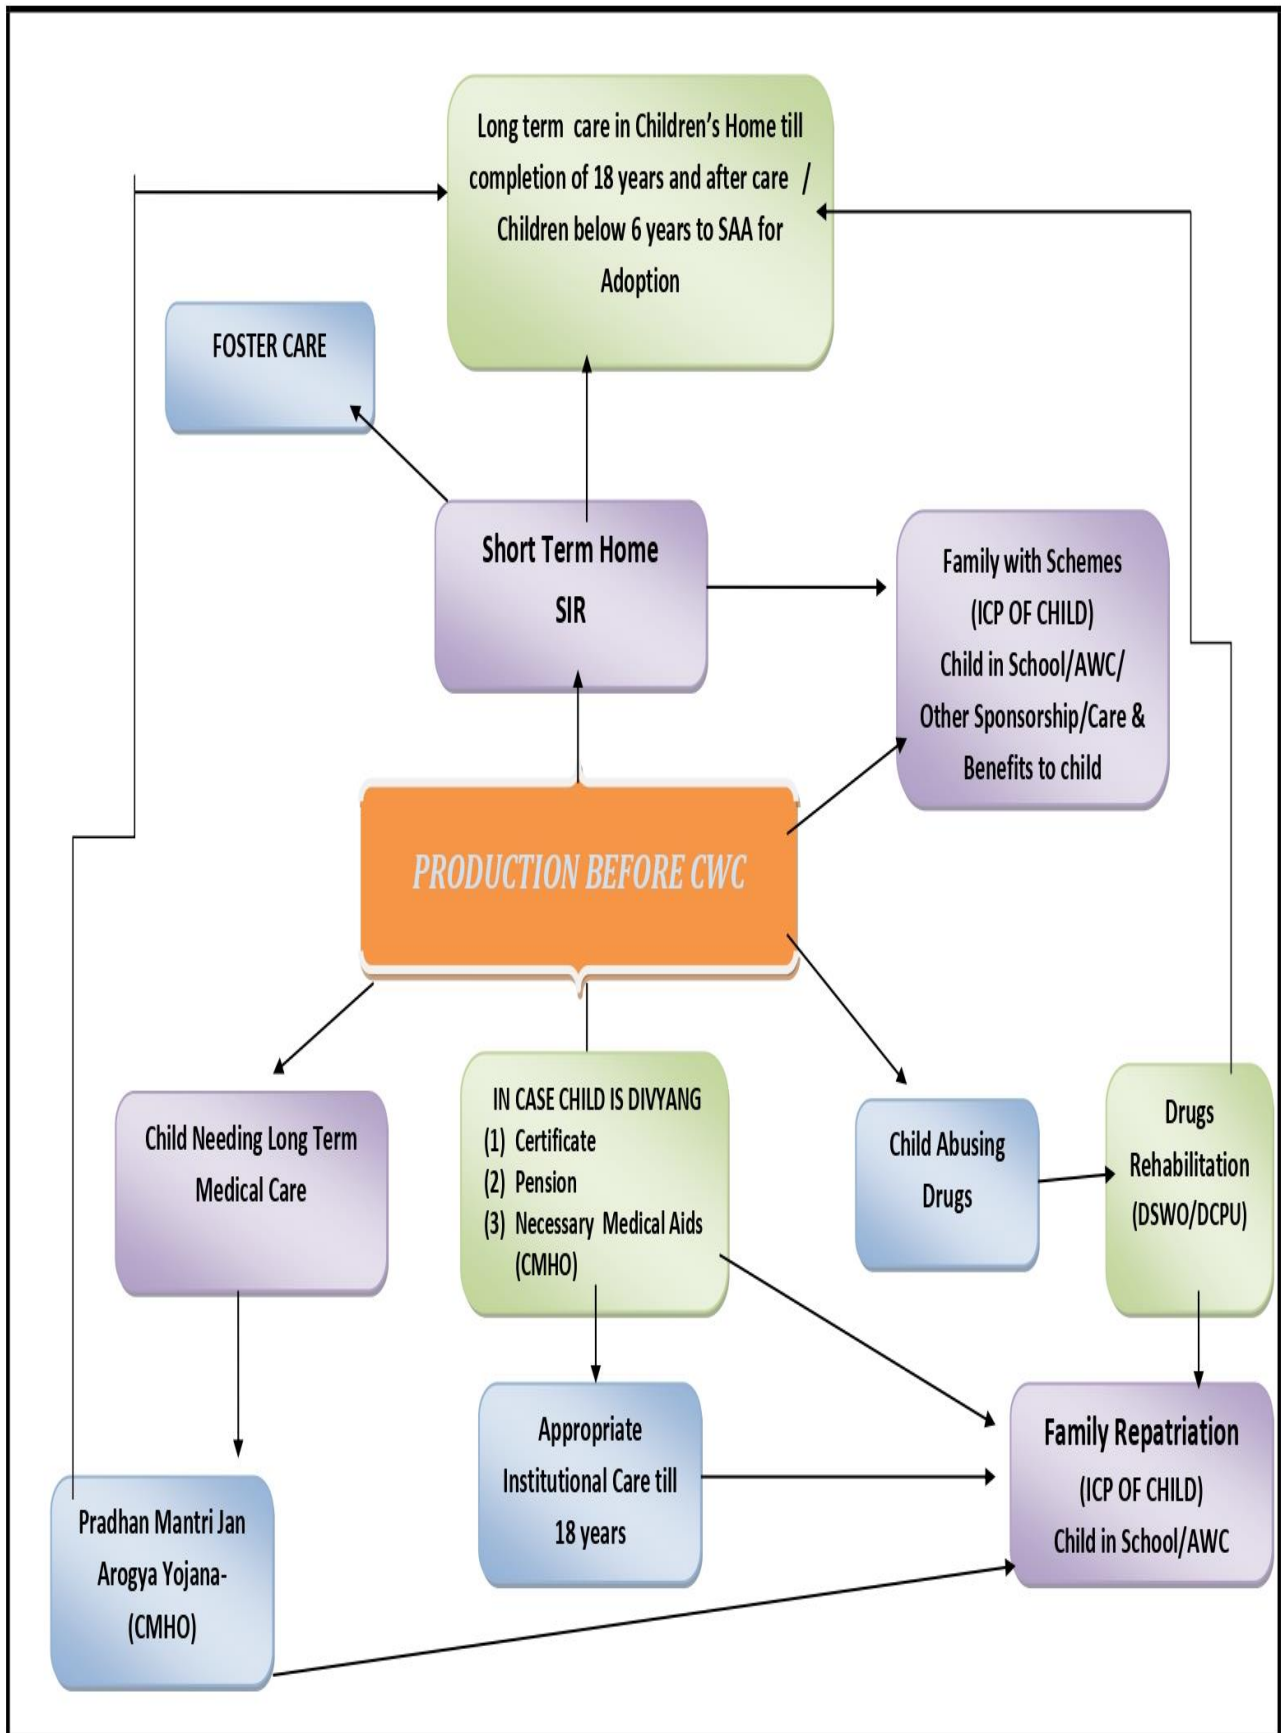 Long term care in Children's Home till
completion of 18 years and after care /
Children below 6 years to SAA for
Adoption
FOSTER CARE
Short Term Home
SIR
Family with Schemes
(ICP OF CHILD)
Child in School/AWC/
Other Sponsorship/Care &
Benefits to child
PRODUCTION BEFORE CWC
Child Needing Long Term
Medical Care
IN CASE CHILD IS DIVYANG
(1) Certificate
(2) Pension
(3) Necessary Medical Aids
(CMHO)
Child Abusing
Drugs
Drugs
Rehabilitation
(DSWO/DCPU)
Pradhan Mantri Jan
Arogya Yojana-
(CMHO)
Appropriate
Institutional Care till
18 years
Family Repatriation
(ICP OF CHILD)
Child in School/AWC